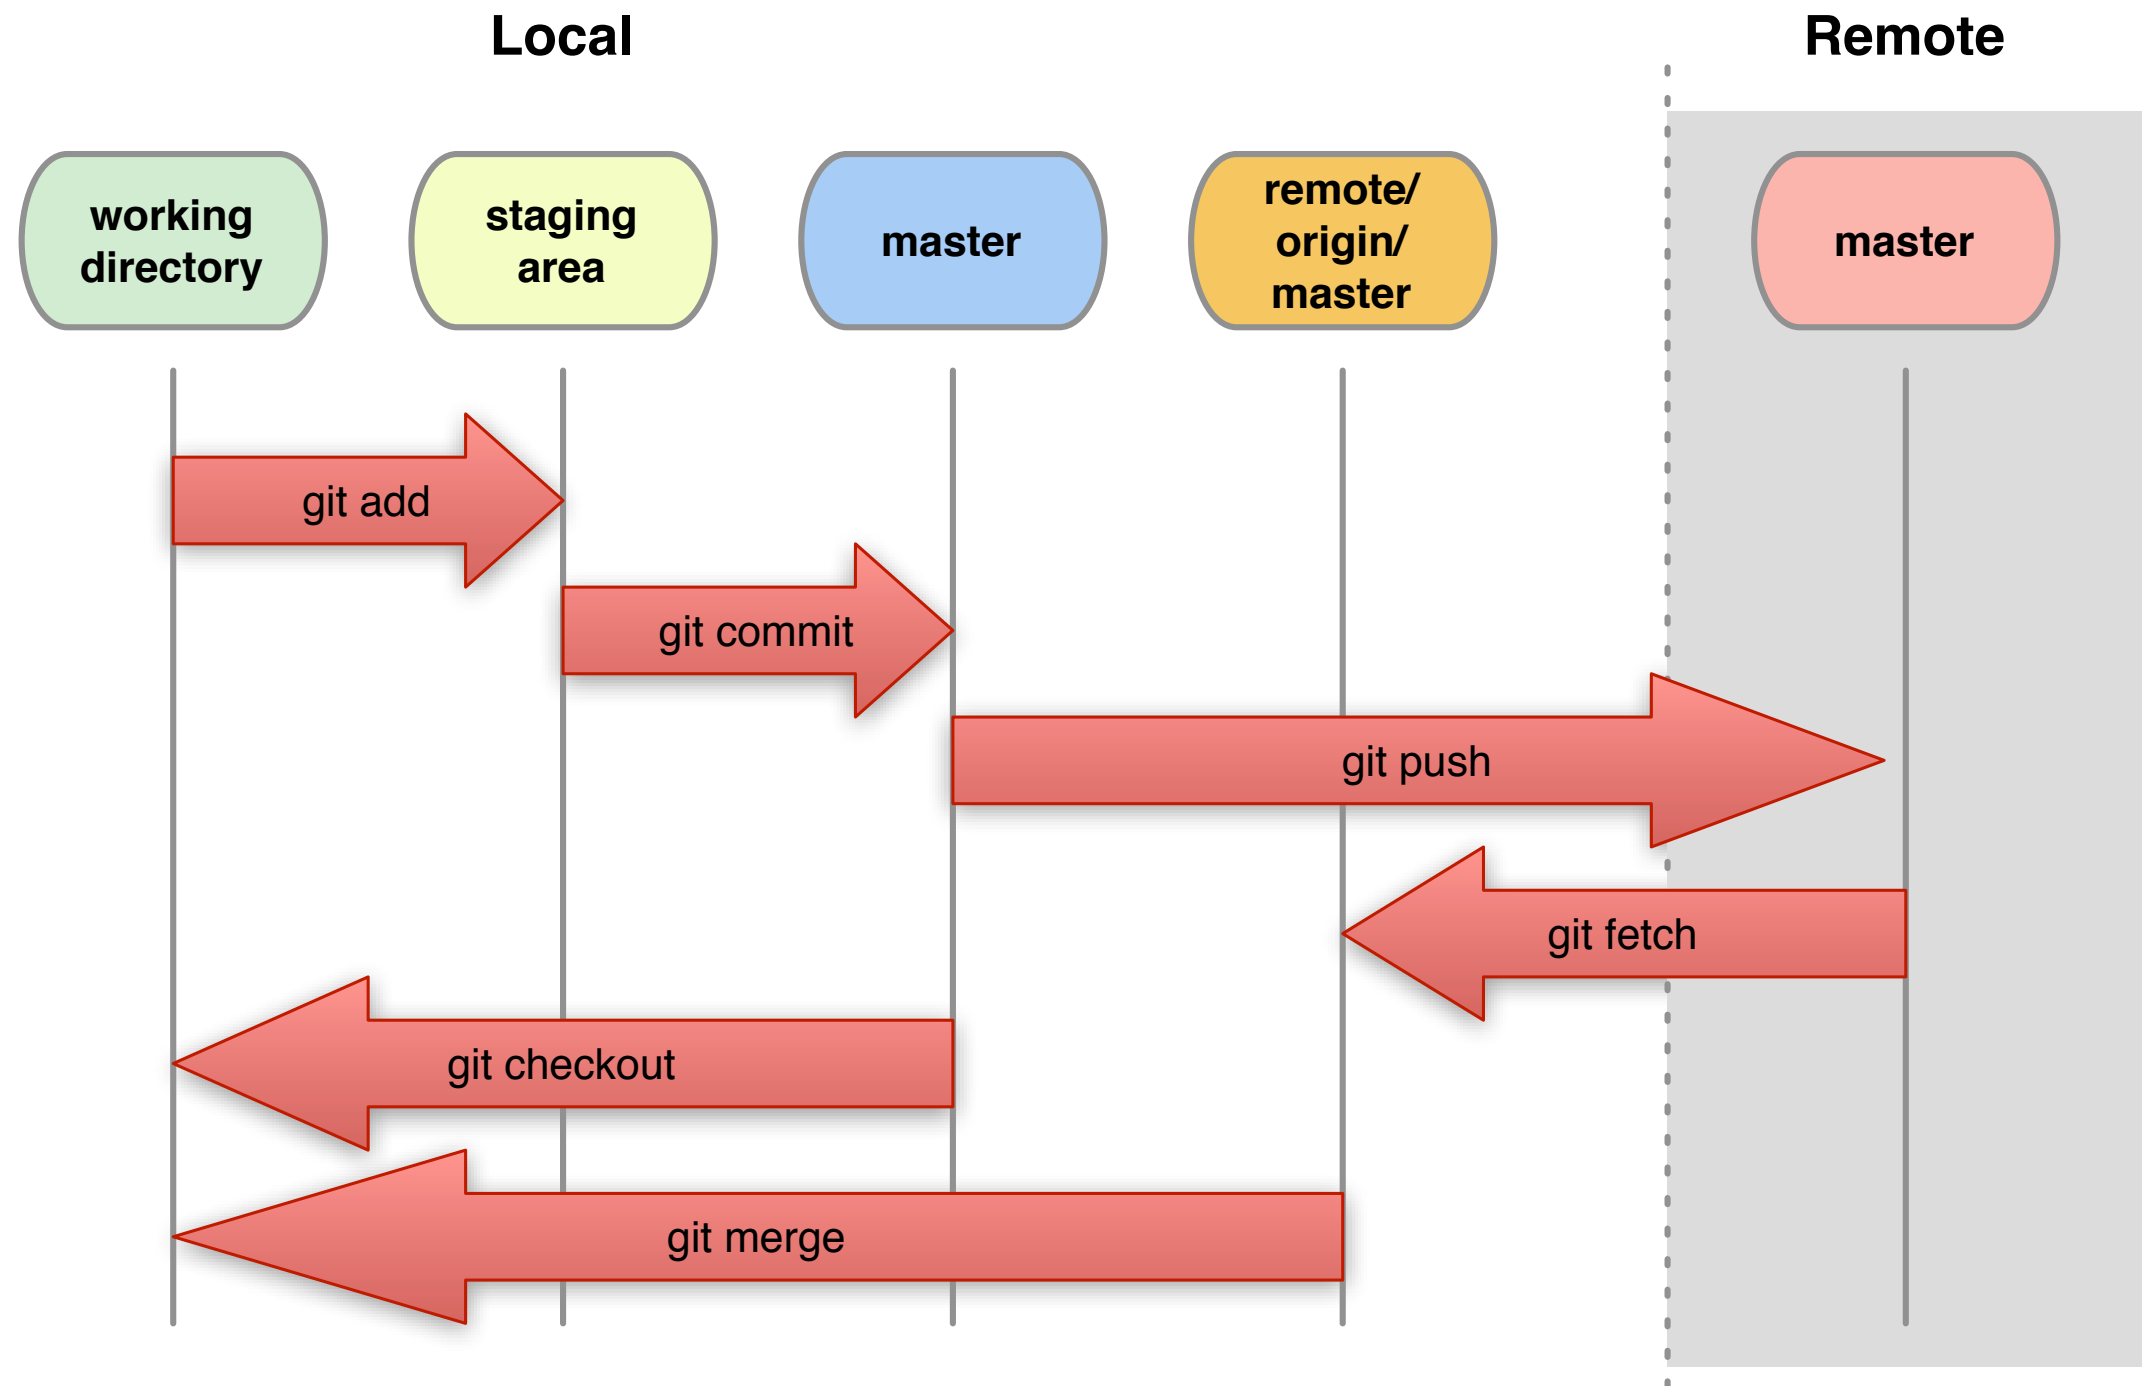 Local
Remote
working
directory
staging
area
master
remote/
origin/
master
master
git add
git commit
git push
git fetch
git checkout
git merge